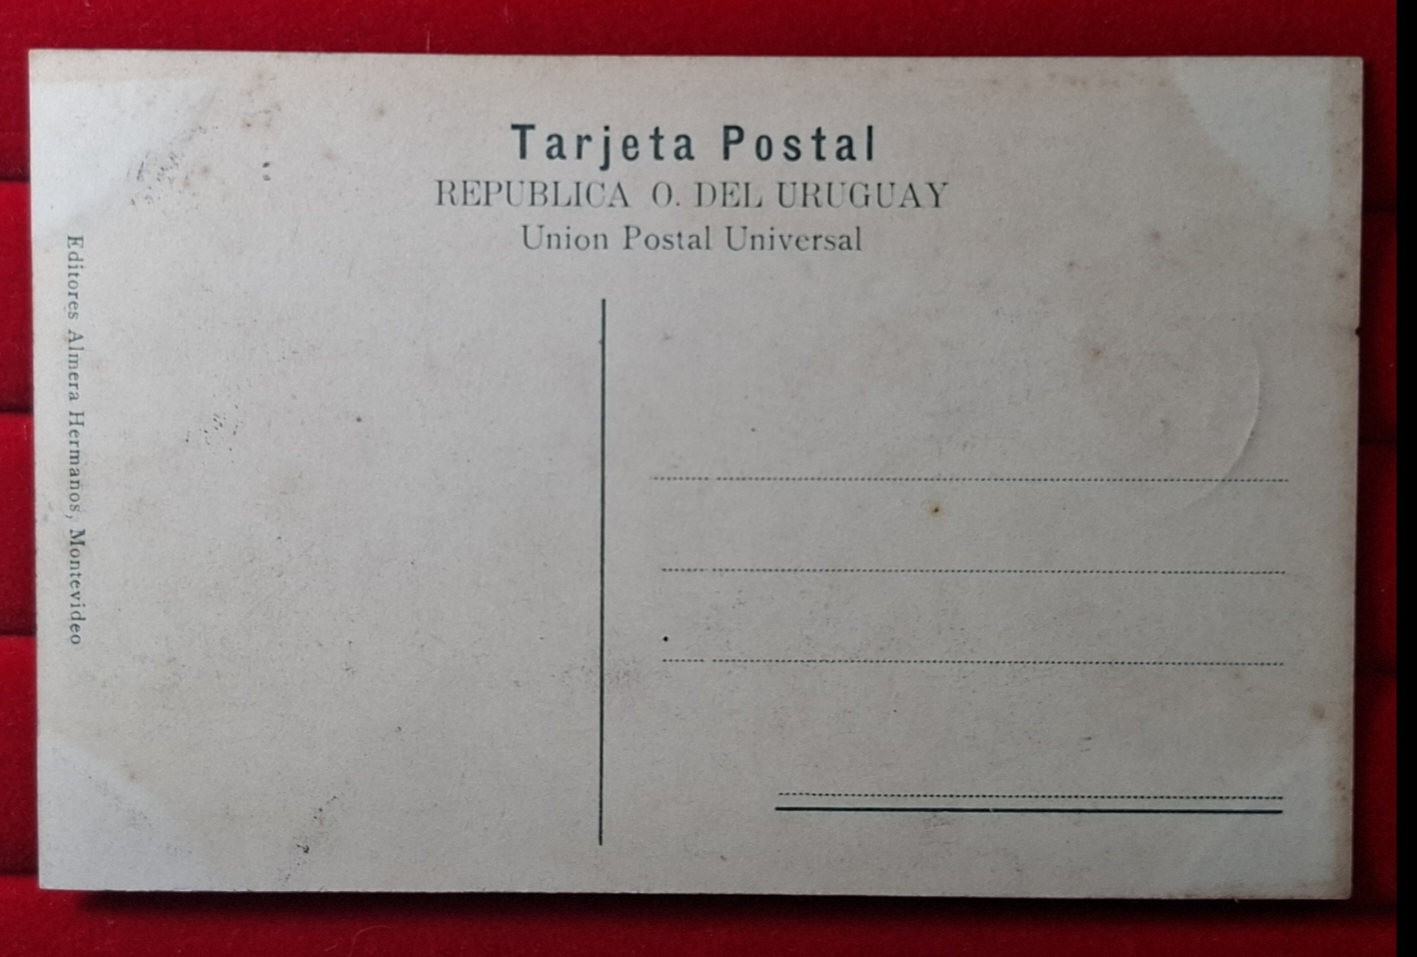 Tarjeta Postal
REPUBLICA O. DEL URUGUAY
Union Postal Universal
Editores Almera Hermanos, Montevideo